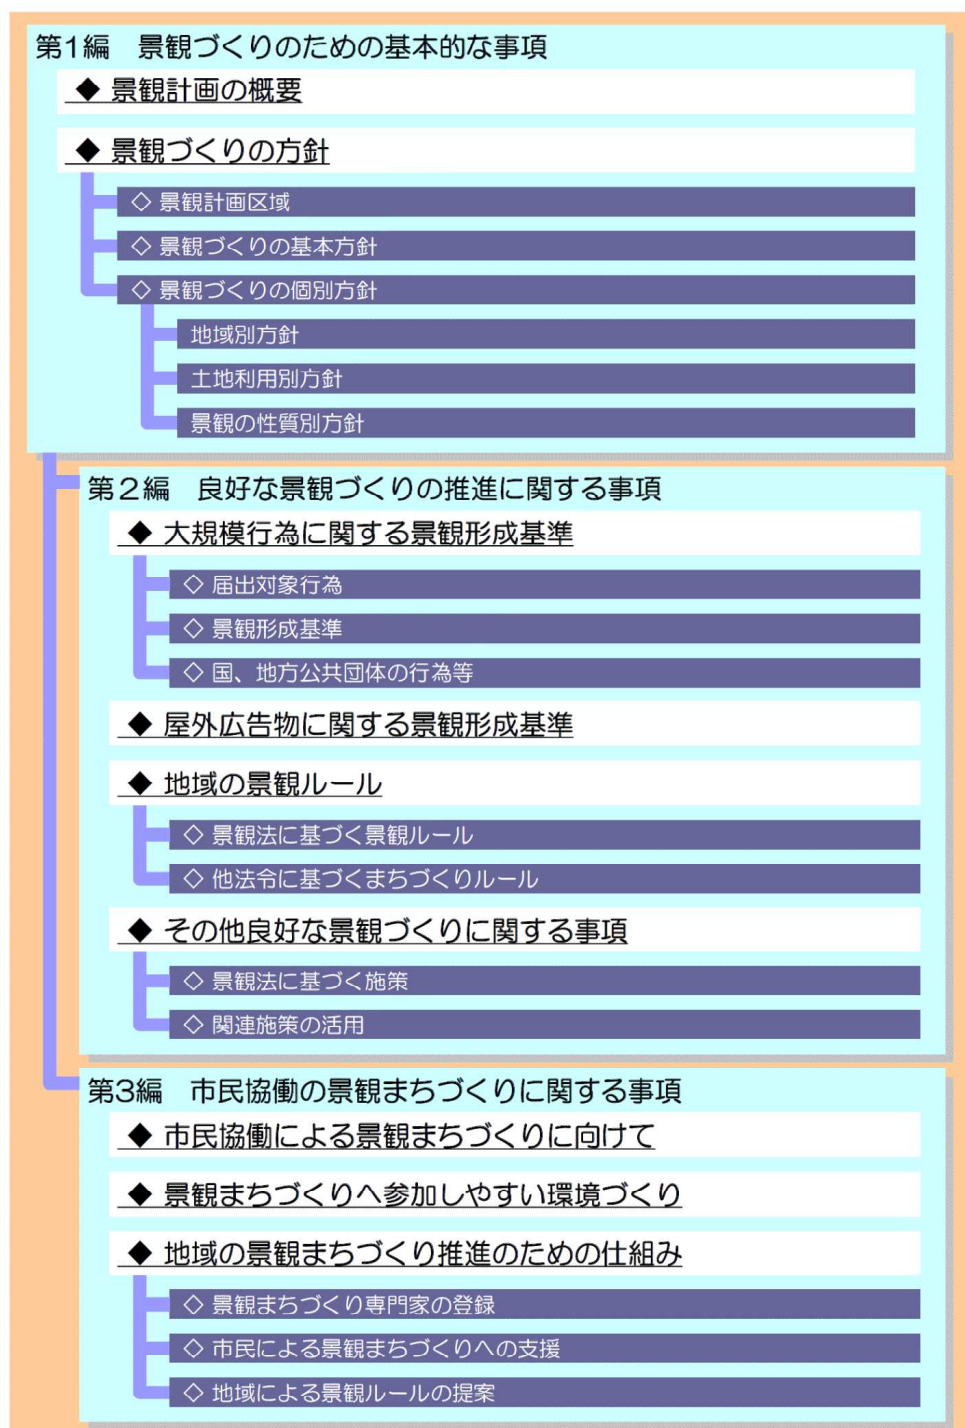 第1編　景観づくりのための基本的な事項
◆ 景観計画の概要
◆ 景観づくりの方針
◇ 景観計画区域
◇ 景観づくりの基本方針
◇ 景観づくりの個別方針
地域別方針
土地利用別方針
景観の性質別方針
第２編　良好な景観づくりの推進に関する事項
◆ 大規模行為に関する景観形成基準
◇ 届出対象行為
◇ 景観形成基準
◇ 国、地方公共団体の行為等
◆ 屋外広告物に関する景観形成基準
◆ 地域の景観ルール
◇ 景観法に基づく景観ルール
◇ 他法令に基づくまちづくりルール
◆ その他良好な景観づくりに関する事項
◇ 景観法に基づく施策
◇ 関連施策の活用
第3編　市民協働の景観まちづくりに関する事項
◆ 市民協働による景観まちづくりに向けて
◆ 景観まちづくりへ参加しやすい環境づくり
◆ 地域の景観まちづくり推進のための仕組み
◇ 景観まちづくり専門家の登録
◇ 市民による景観まちづくりへの支援
◇ 地域による景観ルールの提案